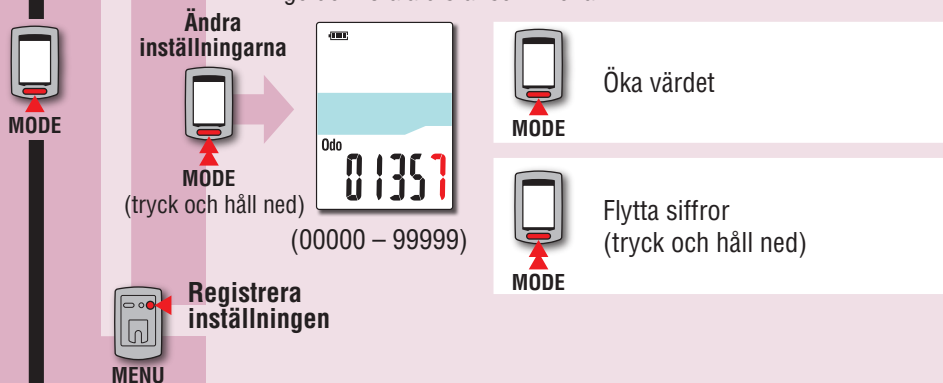 Ändra
inställningarna
MODE
MODE
(tryck och håll ned)
Odo
01357
(00000 – 99999)
MODE
Öka värdet
MODE
Flytta siffror
(tryck och håll ned)
Registrera
inställningen
MENU